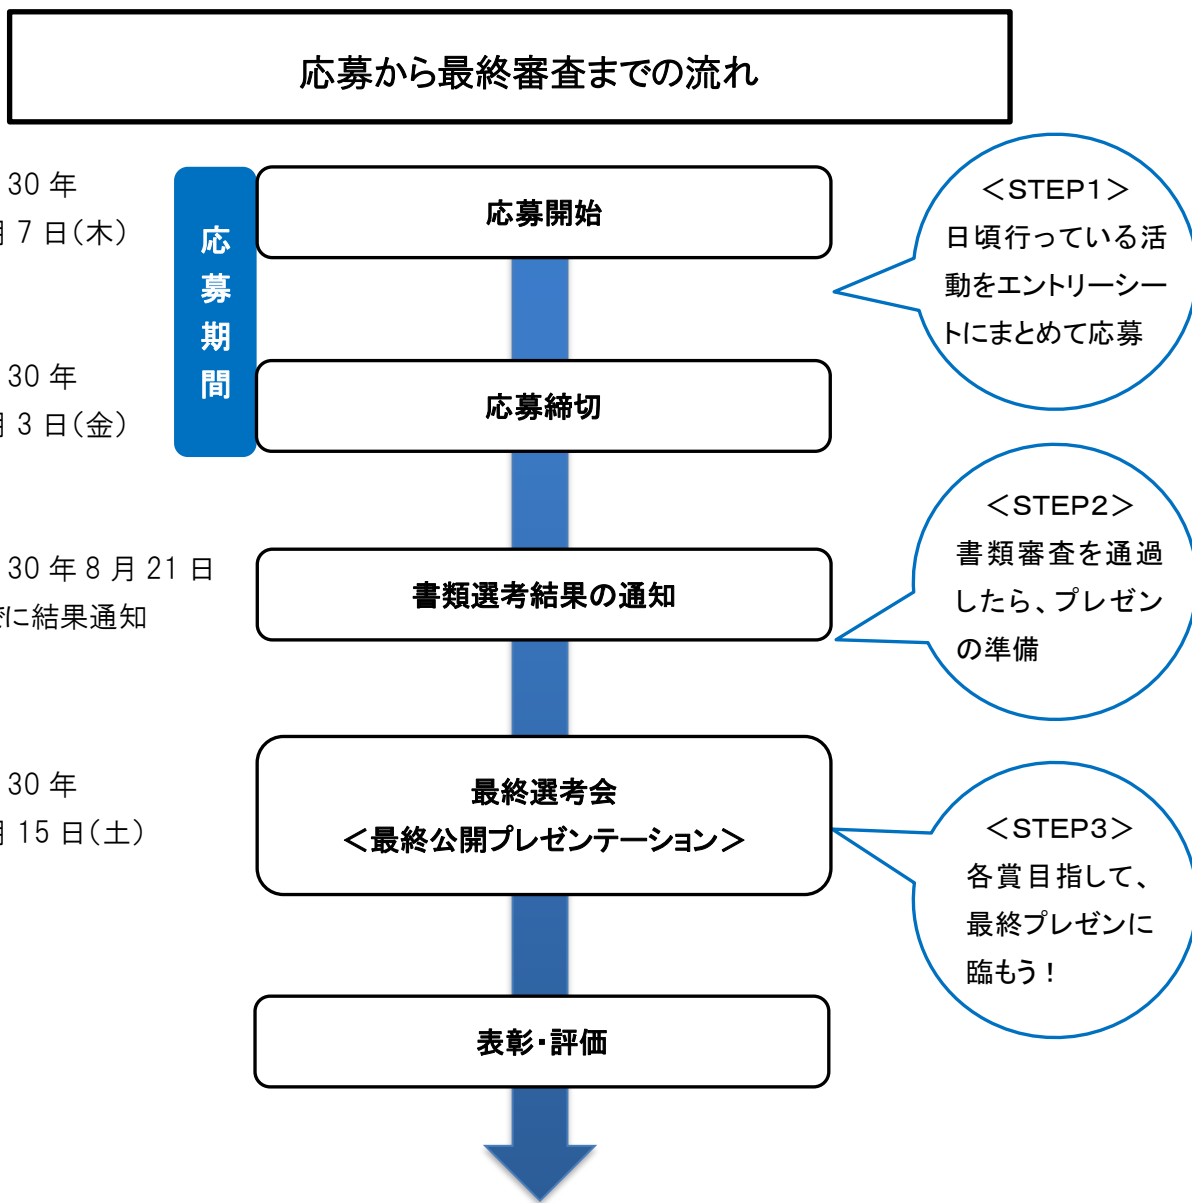 応募から最終審査までの流れ
30 年
月 7 日(木)
応募期間
応募開始
<STEP1>
日頃行っている活
動をエントリーシー
トにまとめて応募
30 年
月 3 日(金)
応募締切
30 年 8 月 21 日
に結果通知
書類選考結果の通知
<STEP2>
書類審査を通過
したら、プレゼン
の準備
30 年
月 15 日(土)
最終選考会
<最終公開プレゼンテーション>
<STEP3>
各賞目指して、
最終プレゼンに
臨もう!
表彰・評価